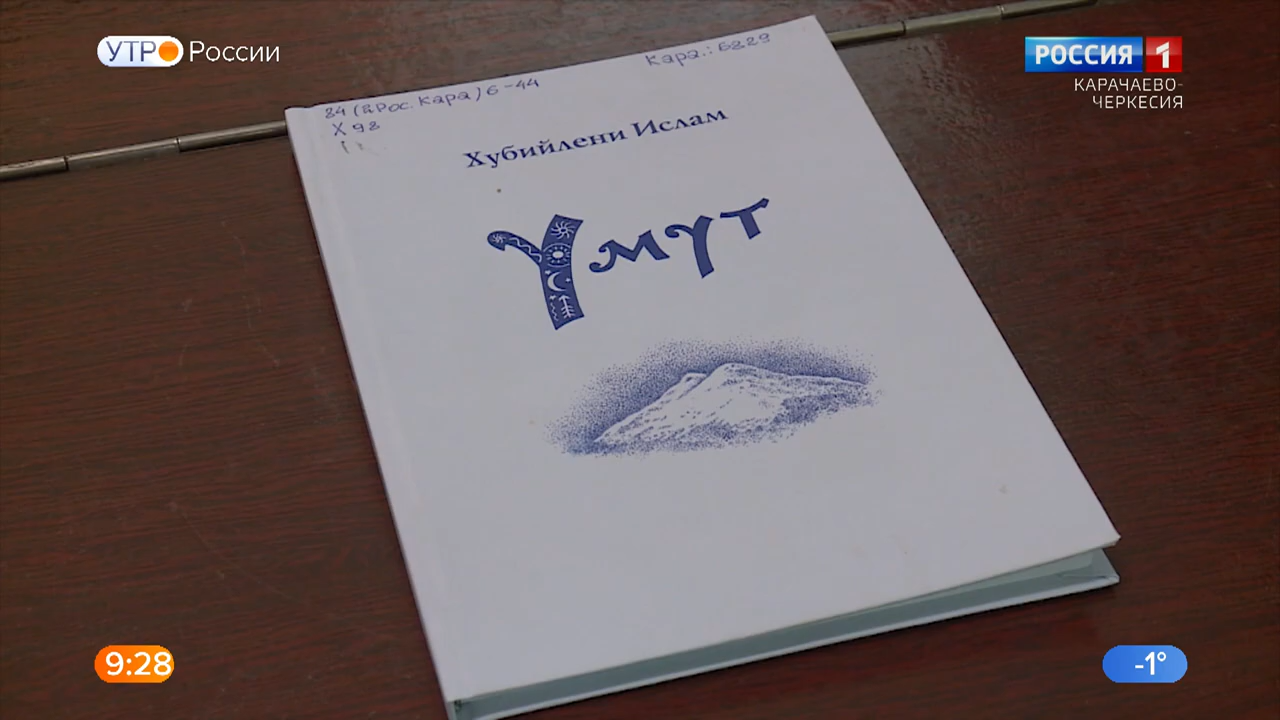 УТРО России
РОССИЯ 1
КАРАЧАЕВО-
ЧЕРКЕСИЯ
84 (2Рос. Кара) 6-44
Х 98
Кара.: 6829
Хубийлени Ислам
Умут
9:28
-1°